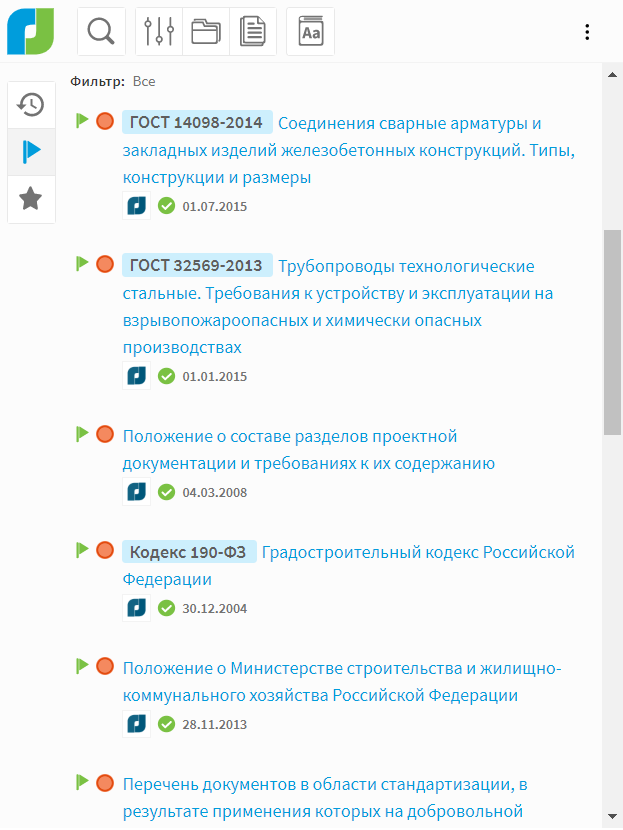 Aa
Фильтр: Все
ГОСТ 14098-2014 Соединения сварные арматуры и
закладных изделий железобетонных конструкций. Типы,
конструкции и размеры
01.07.2015
ГОСТ 32569-2013 Трубопроводы технологические
стальные. Требования к устройству и эксплуатации на
взрывопожароопасных и химически опасных
производствах
01.01.2015
Положение о составе разделов проектной
документации и требованиях к их содержанию
04.03.2008
Кодекс 190-ФЗ Градостроительный кодекс Российской
Федерации
30.12.2004
Положение о Министерстве строительства и жилищно-
коммунального хозяйства Российской Федерации
28.11.2013
Перечень документов в области стандартизации, в
результате применения которых на добровольной